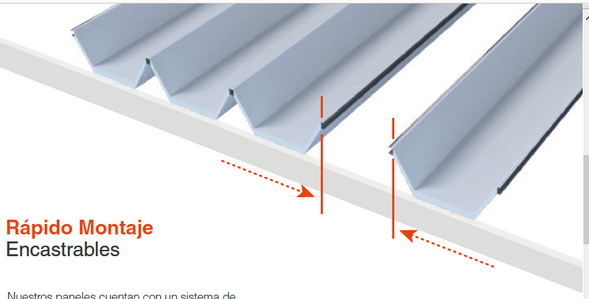 Rápido Montaje
Encastrables
Nuestros paneles cuentan con un sistema de